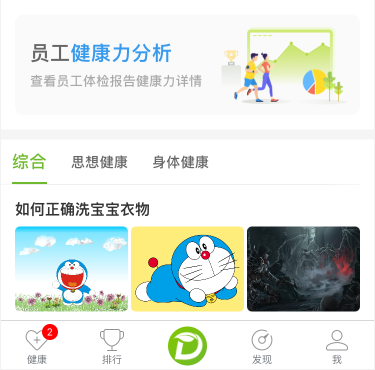 员工健康力分析
查看员工体检报告健康力详情
综合 思想健康 身体健康
如何正确洗宝宝衣物
2
D
健康 排行 发现 我